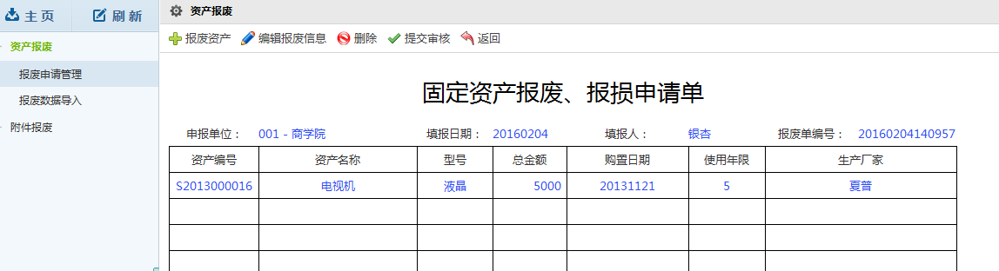 主 页 刷 新
资产报废
报废申请管理
报废数据导入
附件报废
资产报废
报废资产 编辑报废信息 删除 提交审核 返回
固定资产报废、报损申请单
申报单位： 001 - 商学院 填报日期： 20160204 填报人： 银杏 报废单编号： 20160204140957
资产编号 资产名称 型号 总金额 购置日期 使用年限 生产厂家
S2013000016 电视机 液晶 5000 20131121 5 夏普